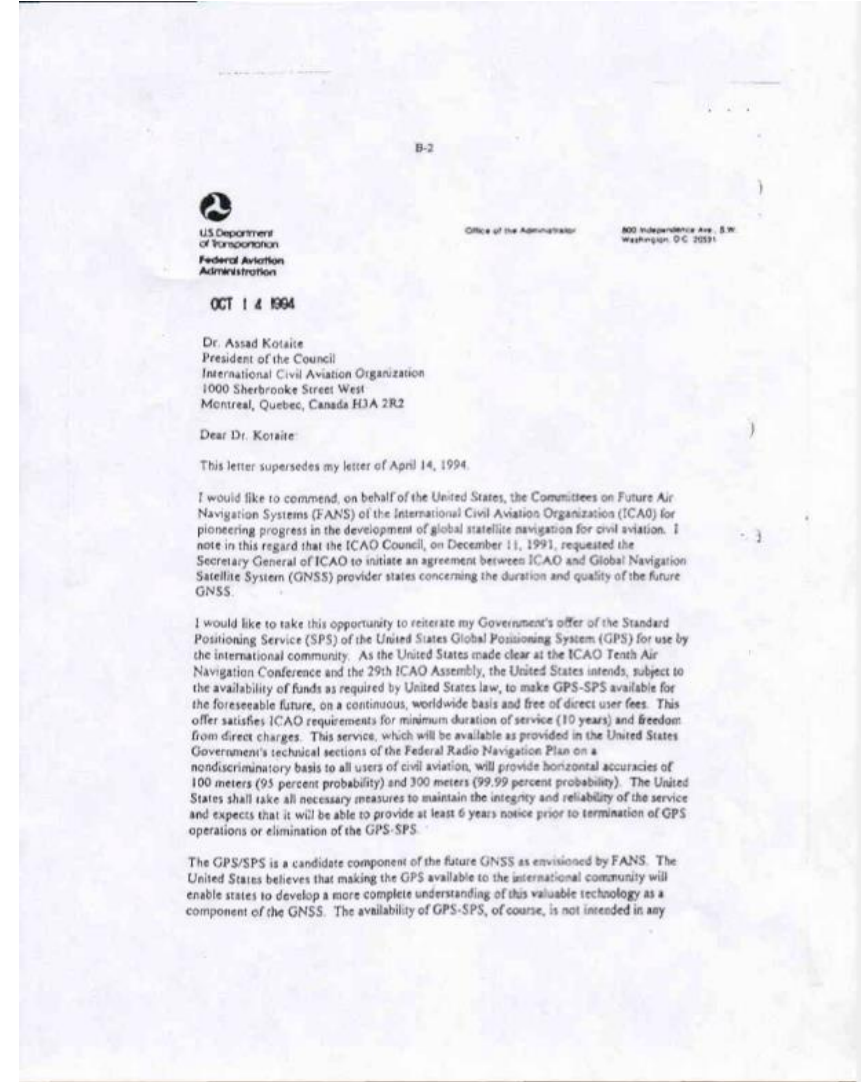 B-2
U.S. Department
of Transportation
Federal Aviation
Administration
Office of the Administrator
800 Independence Ave., S.W.
Washington, D.C. 20591
OCT 14 1994
Dr. Assad Kotaite
President of the Council
International Civil Aviation Organization
1000 Sherbrooke Street West
Montreal, Quebec, Canada H3A 2R2
Dear Dr. Kotaite:
This letter supersedes my letter of April 14, 1994.
I would like to commend, on behalf of the United States, the Committees on Future Air
Navigation Systems (FANS) of the International Civil Aviation Organization (ICA0) for
pioneering progress in the development of global statellite navigation for civil aviation. I
note in this regard that the ICAO Council, on December 11, 1991, requested the
Secretary General of ICAO to initiate an agreement between ICAO and Global Navigation
Satellite System (GNSS) provider states concerning the duration and quality of the future
GNSS.
I would like to take this opportunity to reiterate my Government's offer of the Standard
Positioning Service (SPS) of the United States Global Positioning System (GPS) for use by
the international community. As the United States made clear at the ICAO Tenth Air
Navigation Conference and the 29th ICAO Assembly, the United States intends, subject to
the availability of funds as required by United States law, to make GPS-SPS available for
the foreseeable future, on a continuous, worldwide basis and free of direct user fees. This
offer satisfies ICAO requirements for minimum duration of service (10 years) and freedom
from direct charges. This service, which will be available as provided in the United States
Government's technical sections of the Federal Radio Navigation Plan on a
nondiscriminatory basis to all users of civil aviation, will provide horizontal accuracies of
100 meters (95 percent probability) and 300 meters (99.99 percent probability). The United
States shall take all necessary measures to maintain the integrity and reliability of the service
and expects that it will be able to provide at least 6 years notice prior to termination of GPS
operations or elimination of the GPS-SPS.
The GPS/SPS is a candidate component of the future GNSS as envisioned by FANS. The
United States believes that making the GPS available to the international community will
enable states to develop a more complete understanding of this valuable technology as a
component of the GNSS. The availability of GPS-SPS, of course, is not intended in any